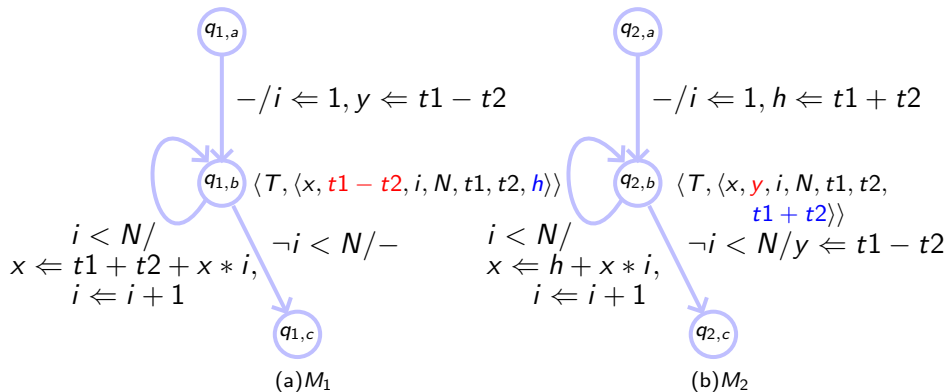 q1,a
q2,a
−/i ⇐ 1, y ⇐ t1 − t2
−/i ⇐ 1, h ⇐ t1 + t2
q1,b
⟨T, ⟨x, t1 − t2, i, N, t1, t2, h⟩⟩
q2,b
⟨T, ⟨x, y, i, N, t1, t2,
t1 + t2⟩⟩
i < N/
x ⇐ t1 + t2 + x ∗ i,
i ⇐ i + 1
¬i < N/−
i < N/
x ⇐ h + x ∗ i,
i ⇐ i + 1
¬i < N/y ⇐ t1 − t2
q1,c
q2,c
(a)M1
(b)M2